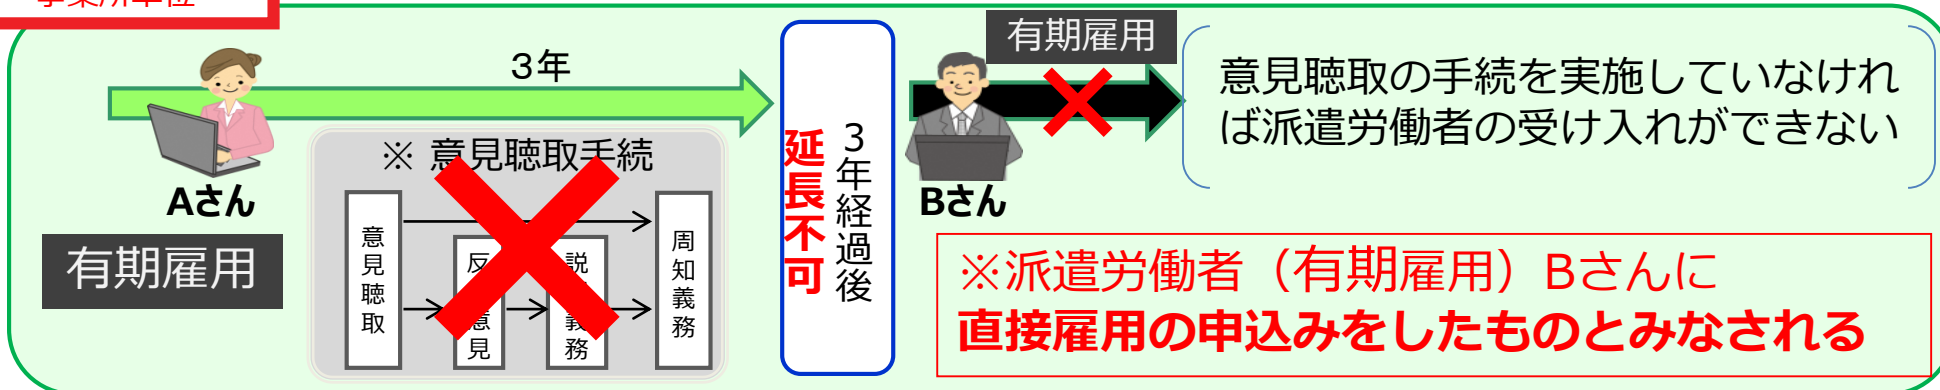 事業所単位
3年
Aさん
有期雇用
※ 意見聴取手続
意見聴取
反 意見
説 義務
周知義務
3年経過後
延長不可
有期雇用
Bさん
意見聴取の手続を実施していなけれ
ば派遣労働者の受け入れができない
※派遣労働者（有期雇用）Bさんに
直接雇用の申込みをしたものとみなされる